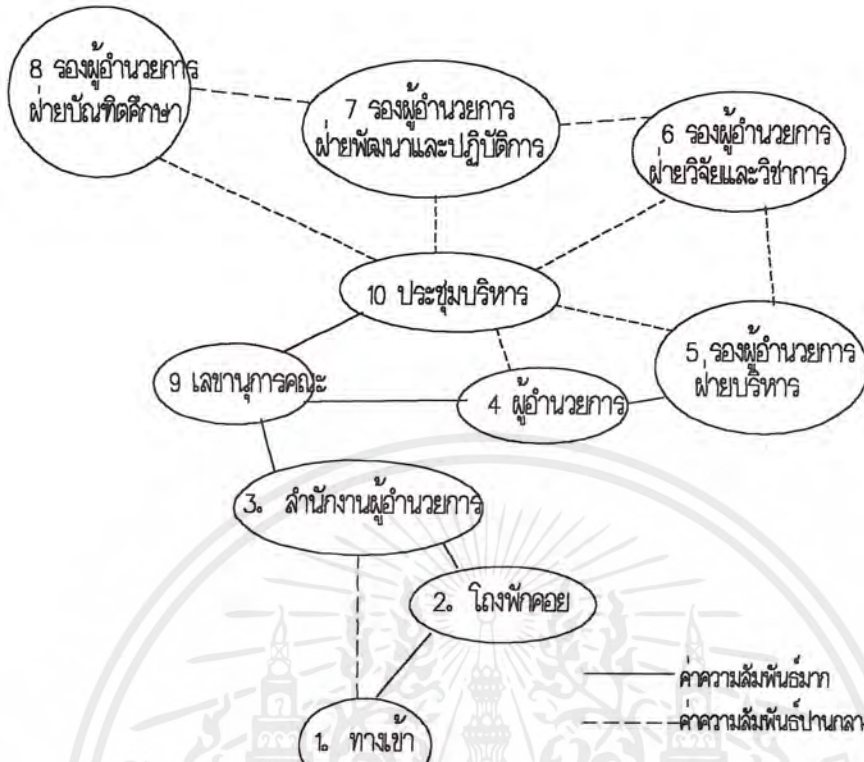 8 รองผู้อำนวยการ
ฝ่ายบัณฑิตศึกษา
7 รองผู้อำนวยการ
ฝ่ายพัฒนาและปฏิบัติการ
6 รองผู้อำนวยการ
ฝ่ายวิจัยและวิชาการ
10 ประชุมบริหาร
5 รองผู้อำนวยการ
ฝ่ายบริหาร
9 เลขานุการคณะ
4 ผู้อำนวยการ
3. สำนักงานผู้อำนวยการ
2. โถงพักคอย
1. ทางเข้า
ค่าความสัมพันธ์มาก
ค่าความสัมพันธ์ปานกลาง